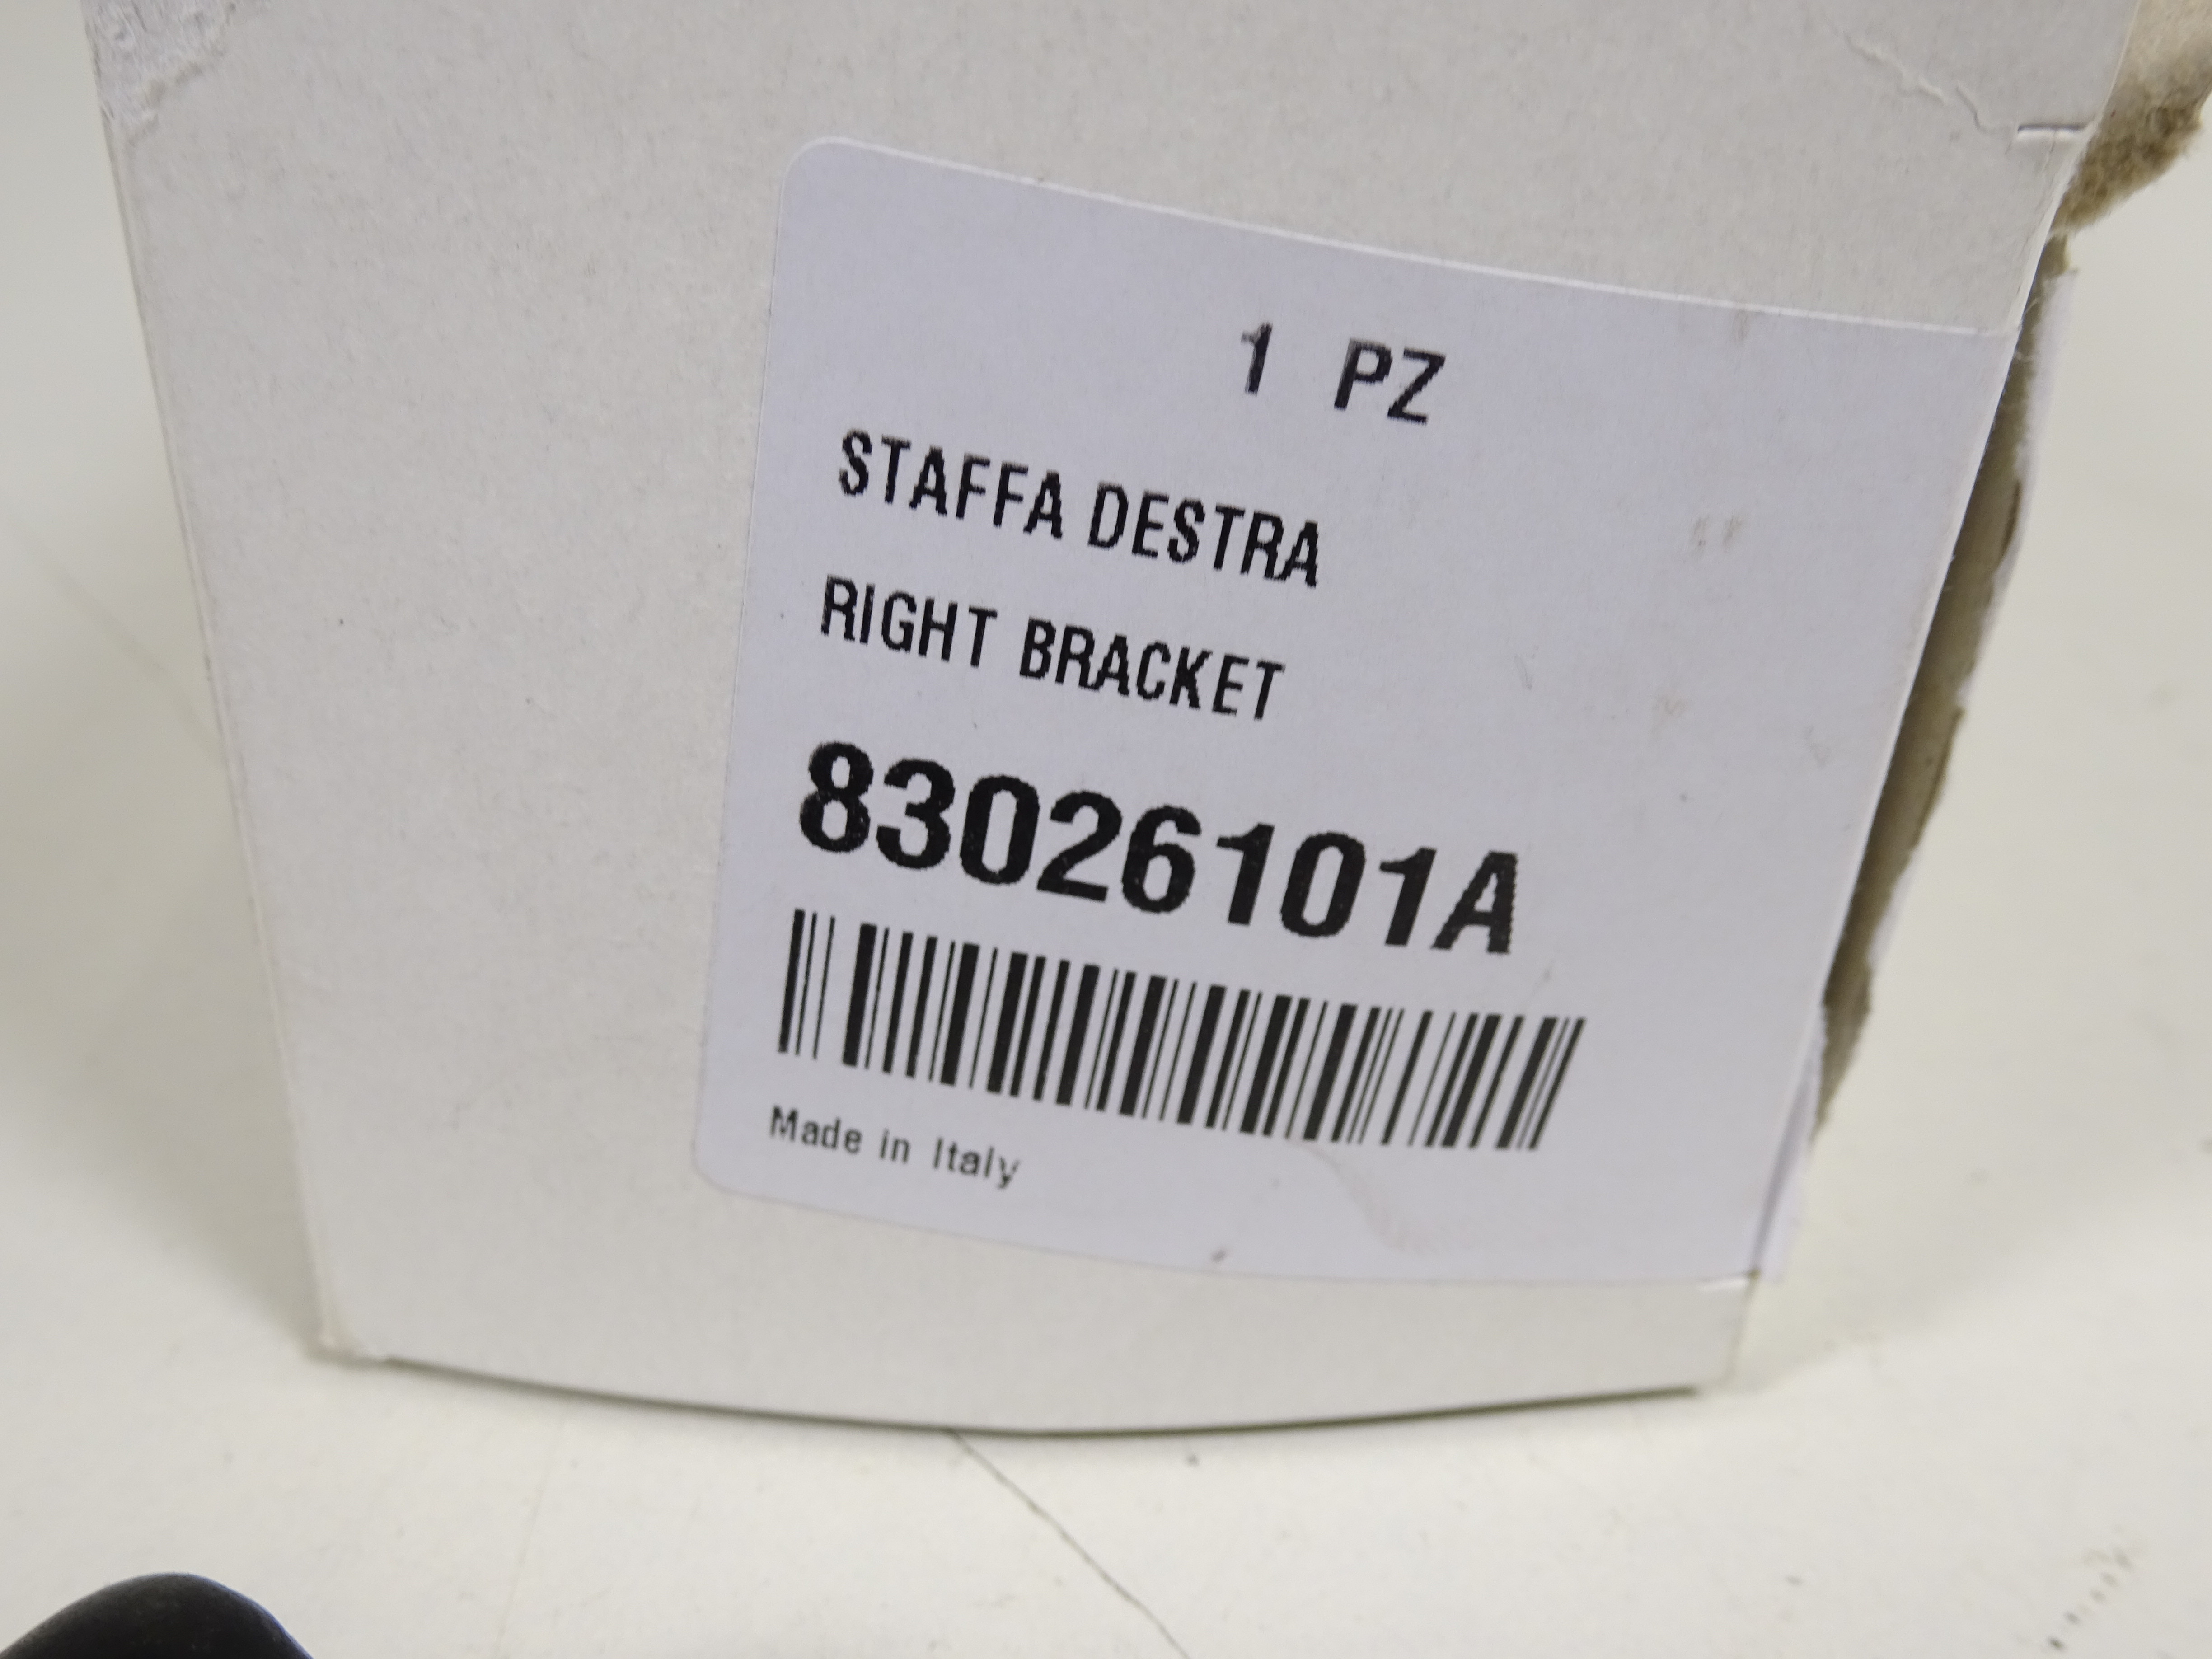 1 PZ
STAFFA DESTRA
RIGHT BRACKET
83026101A
Made in Italy